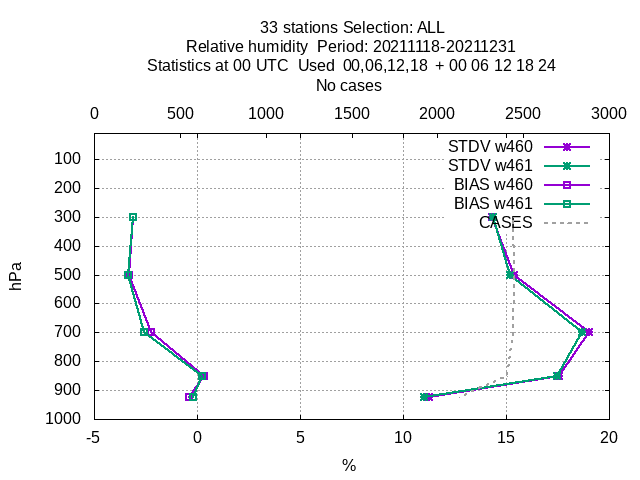 33 stations Selection: ALL
Relative humidity  Period: 20211118-20211231
Statistics at 00 UTC  Used  00,06,12,18  + 00 06 12 18 24
No cases
0 500 1000 1500 2000 2500 3000
STDV w460
STDV w461
BIAS w460
BIAS w461
CASES
100
200
300
400
500
600
700
800
900
1000
hPa
-5 0 5 10 15 20
%